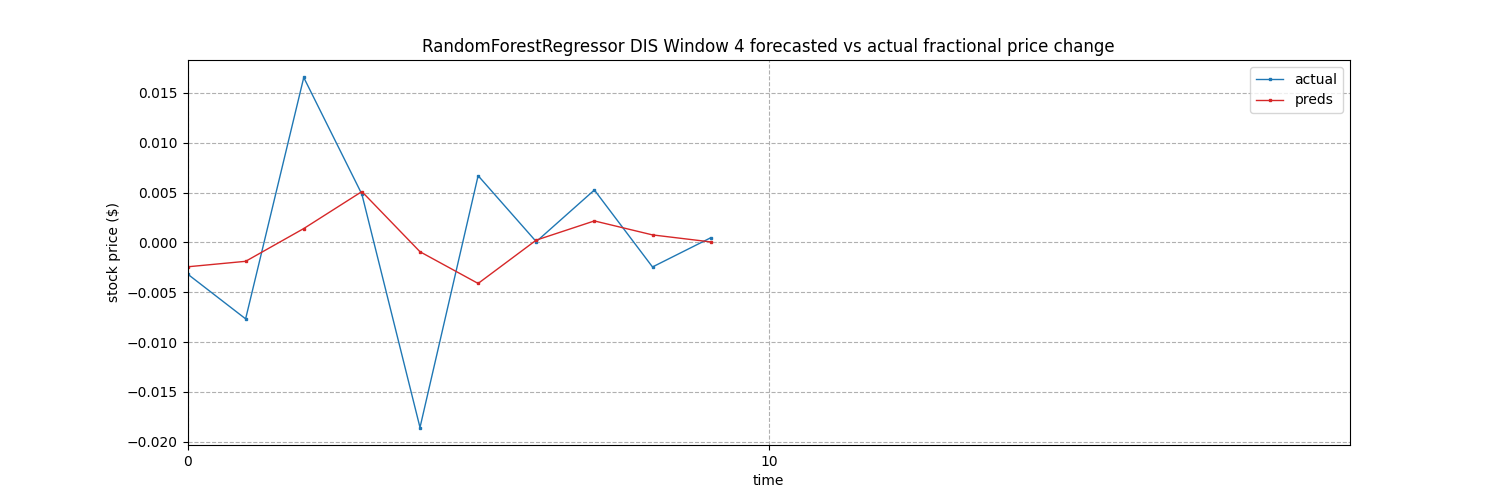 RandomForestRegressor DIS Window 4 forecasted vs actual fractional price change
actual
preds
0.015
0.010
0.005
0.000
−0.005
−0.010
−0.015
−0.020
stock price ($)
0
10
time